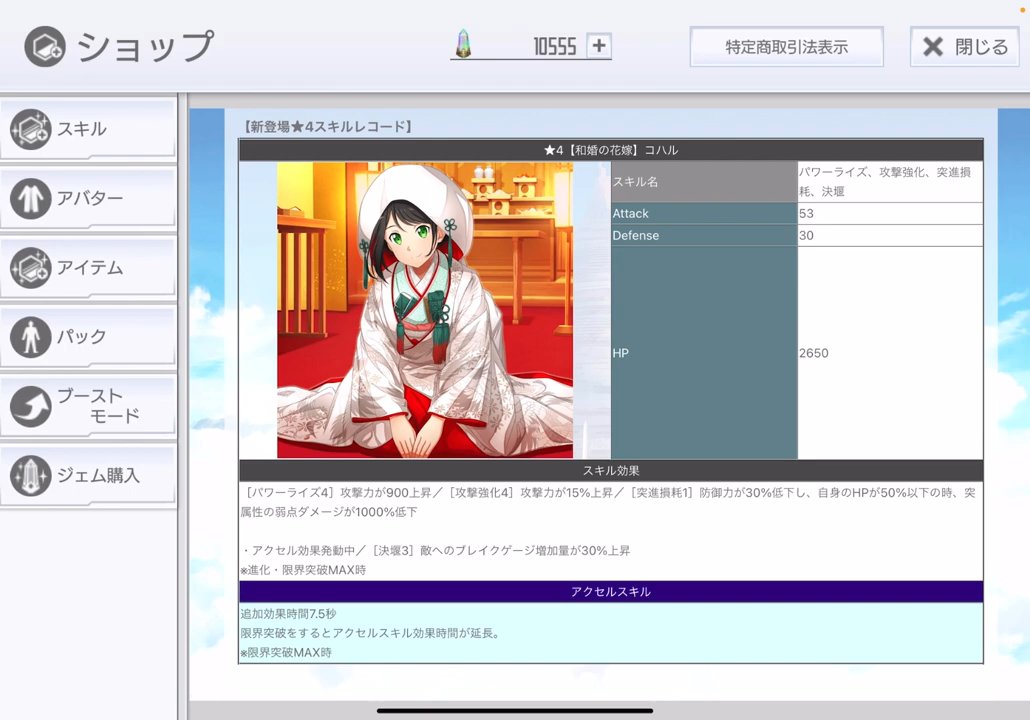 ショップ
10555
特定商取引法表示
閉じる
スキル
アバター
アイテム
パック
ブースト
モード
ジェム購入
【新登場★4スキルレコード】
★4【和婚の花嫁】コハル
スキル名
パワーライズ、攻撃強化、突進損
耗、決堰
Attack
53
Defense
30
HP
2650
スキル効果
［パワーライズ4］攻撃力が900上昇／［攻撃強化4］攻撃力が15%上昇／［突進損耗1］防御力が30%低下し、自身のHPが50%以下の時、突
属性の弱点ダメージが1000%低下
・アクセル効果発動中／［決堰3］敵へのブレイクゲージ増加量が30%上昇
※進化・限界突破MAX時
アクセルスキル
追加効果時間7.5秒
限界突破をするとアクセルスキル効果時間が延長。
※限界突破MAX時